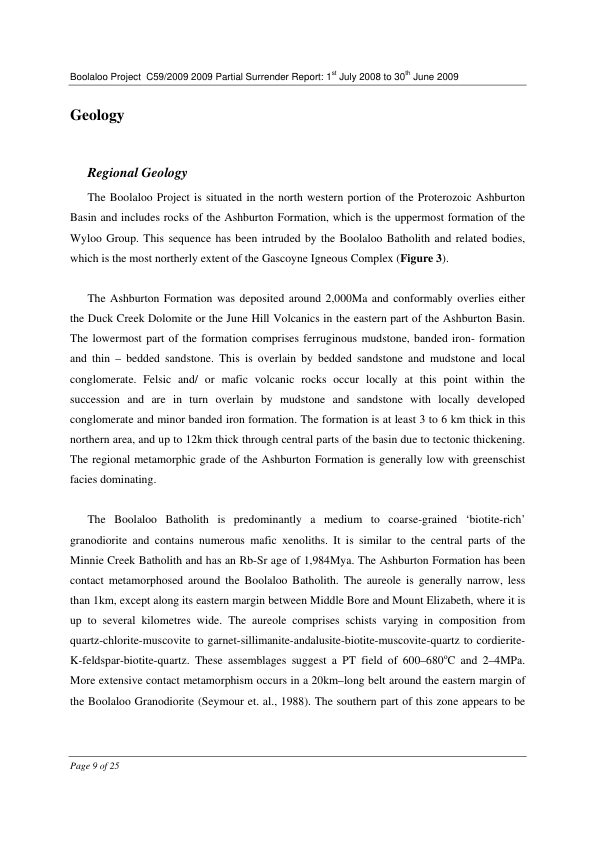 Boolaloo Project  C59/2009 2009 Partial Surrender Report: 1st July 2008 to 30th June 2009
Geology
Regional Geology
The Boolaloo Project is situated in the north western portion of the Proterozoic Ashburton
Basin and includes rocks of the Ashburton Formation, which is the uppermost formation of the
Wyloo Group. This sequence has been intruded by the Boolaloo Batholith and related bodies,
which is the most northerly extent of the Gascoyne Igneous Complex (Figure 3).
The Ashburton Formation was deposited around 2,000Ma and conformably overlies either
the Duck Creek Dolomite or the June Hill Volcanics in the eastern part of the Ashburton Basin.
The lowermost part of the formation comprises ferruginous mudstone, banded iron- formation
and thin – bedded sandstone. This is overlain by bedded sandstone and mudstone and local
conglomerate. Felsic and/ or mafic volcanic rocks occur locally at this point within the
succession and are in turn overlain by mudstone and sandstone with locally developed
conglomerate and minor banded iron formation. The formation is at least 3 to 6 km thick in this
northern area, and up to 12km thick through central parts of the basin due to tectonic thickening.
The regional metamorphic grade of the Ashburton Formation is generally low with greenschist
facies dominating.
The Boolaloo Batholith is predominantly a medium to coarse-grained ‘biotite-rich’
granodiorite and contains numerous mafic xenoliths. It is similar to the central parts of the
Minnie Creek Batholith and has an Rb-Sr age of 1,984Mya. The Ashburton Formation has been
contact metamorphosed around the Boolaloo Batholith. The aureole is generally narrow, less
than 1km, except along its eastern margin between Middle Bore and Mount Elizabeth, where it is
up to several kilometres wide. The aureole comprises schists varying in composition from
quartz-chlorite-muscovite to garnet-sillimanite-andalusite-biotite-muscovite-quartz to cordierite-
K-feldspar-biotite-quartz. These assemblages suggest a PT field of 600–680oC and 2–4MPa.
More extensive contact metamorphism occurs in a 20km–long belt around the eastern margin of
the Boolaloo Granodiorite (Seymour et. al., 1988). The southern part of this zone appears to be
Page 9 of 25